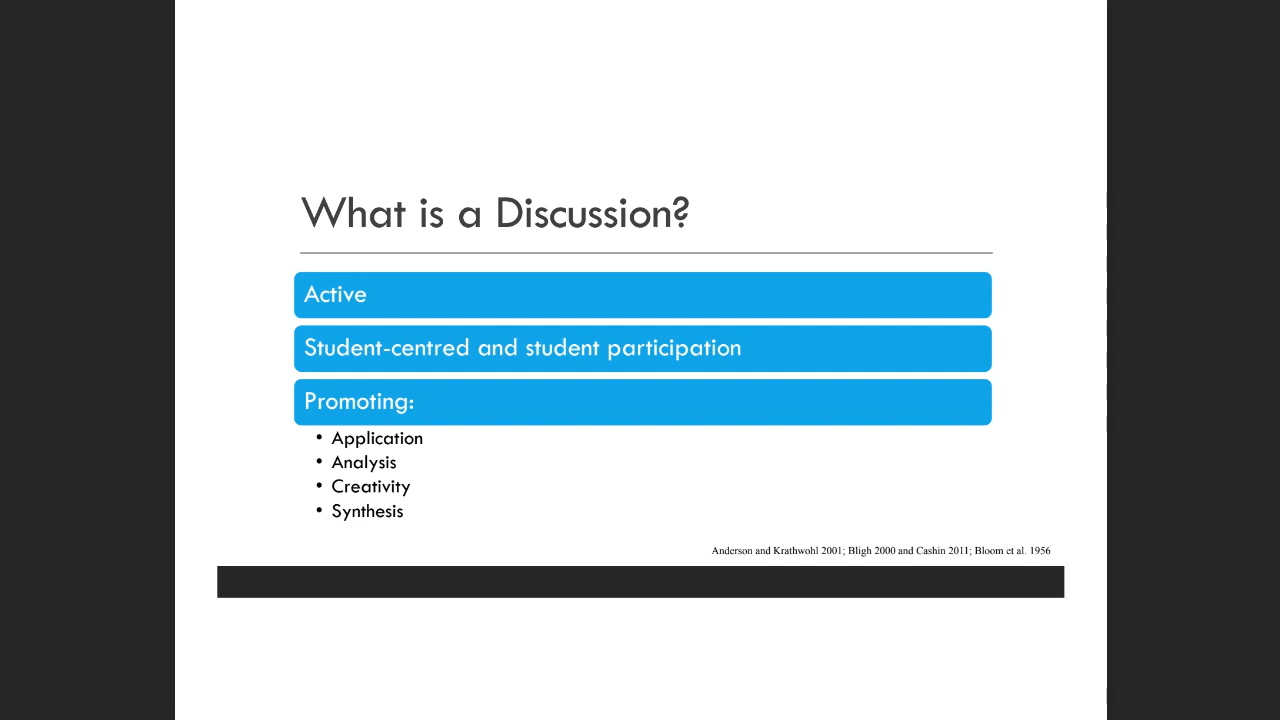 What is a Discussion?
Active
Student-centred and student participation
Promoting:
• Application
• Analysis
• Creativity
• Synthesis
Anderson and Krathwohl 2001; Bligh 2000 and Cashin 2011; Bloom et al. 1956